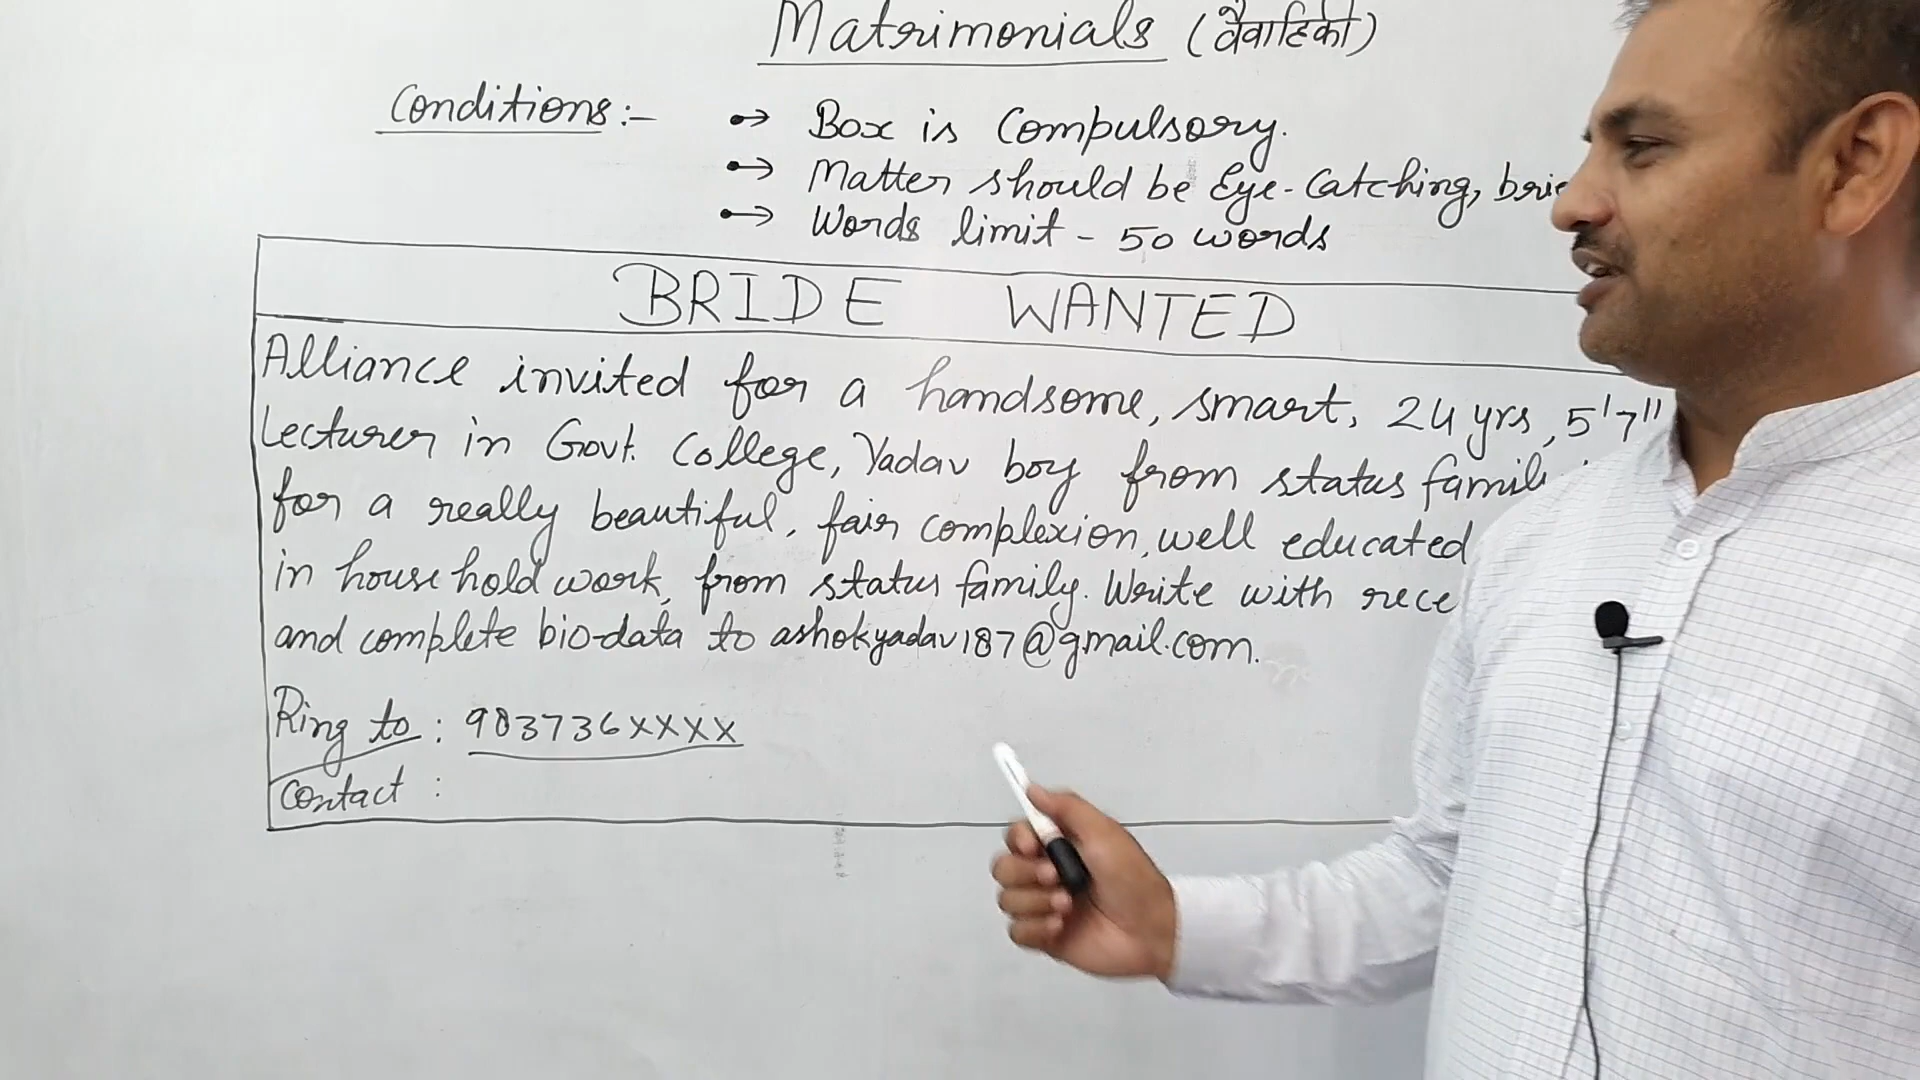 Matrimonials (वैवाहिकी)
Conditions:-
Box is Compulsory.
Matter should be Eye-Catching,
Words limit - 50 words
BRIDE WANTED
Alliance invited for a handsome, smart, 24 yrs, 5'7"
Lecturer in Govt. College, Yadav boy from status
for a really beautiful, fair complexion, well educated
in household work, from status family. Write with
and complete bio-data to ashokyadav187@gmail.com.
Ring to : 983736xxxx
Contact :